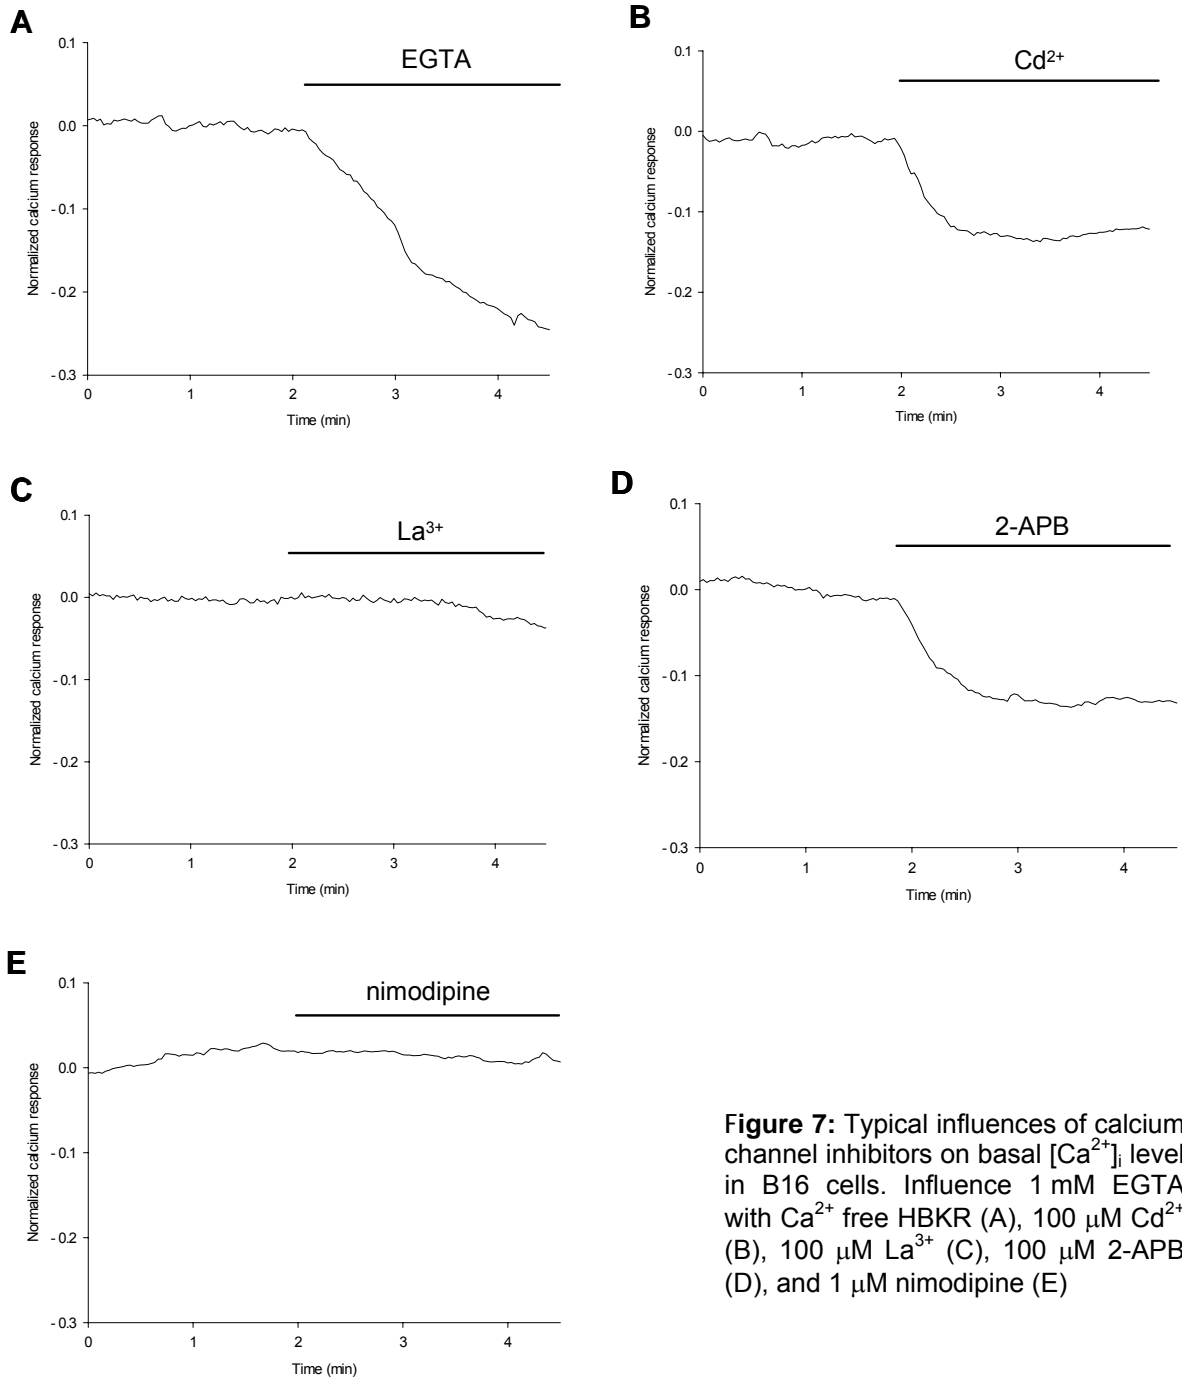 A
EGTA
0.1
0.0
- 0.1
- 0.2
- 0.3
Normalized calcium response
0
1
2
3
4
Time (min)
B
Cd²⁺
0.1
0.0
- 0.1
- 0.2
- 0.3
Normalized calcium response
0
1
2
3
4
Time (min)
C
La³⁺
0.1
0.0
- 0.1
- 0.2
- 0.3
Normalized calcium response
0
1
2
3
4
Time (min)
D
2-APB
0.1
0.0
- 0.1
- 0.2
- 0.3
Normalized calcium response
0
1
2
3
4
Time (min)
E
nimodipine
0.1
0.0
- 0.1
- 0.2
- 0.3
Normalized calcium response
0
1
2
3
4
Time (min)
Figure 7: Typical influences of calcium
channel inhibitors on basal [Ca²⁺]ᵢ level
in B16 cells. Influence 1 mM EGTA
with Ca²⁺ free HBKR (A), 100 μM Cd²⁺
(B), 100 μM La³⁺ (C), 100 μM 2-APB
(D), and 1 μM nimodipine (E)